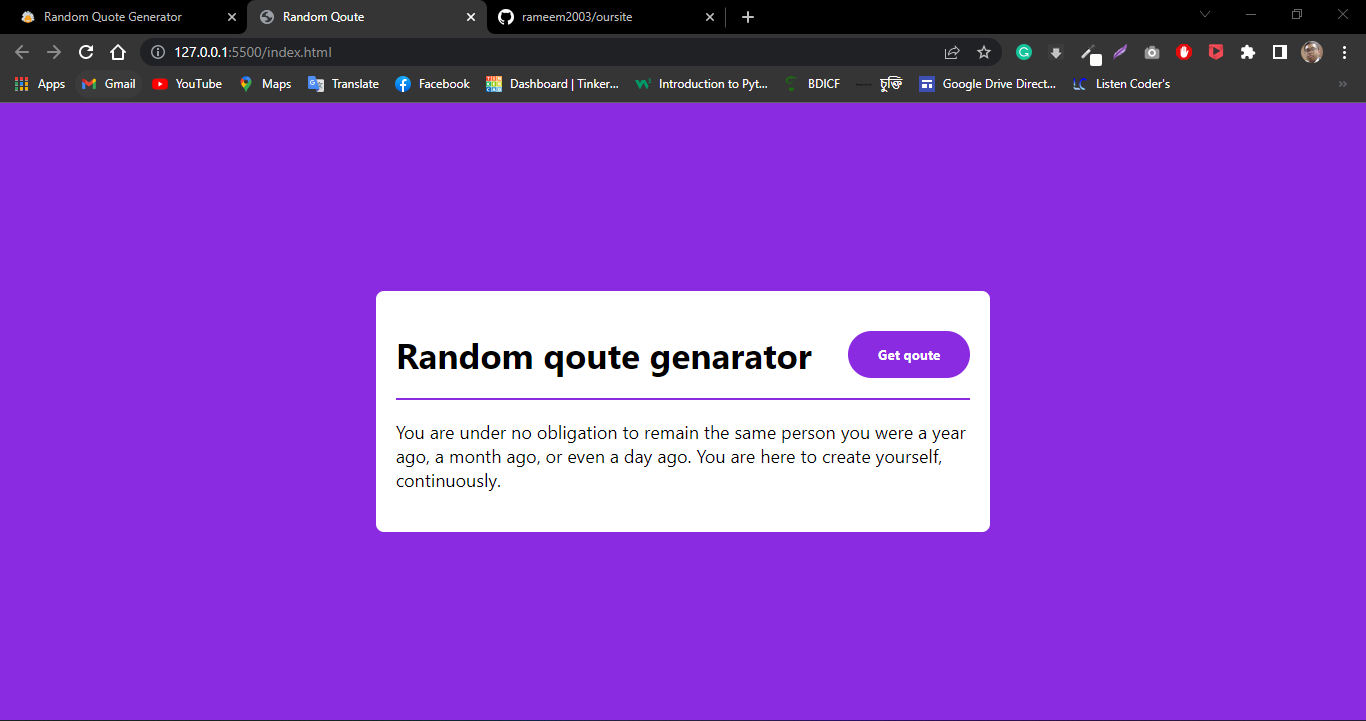 Random Quote Generator
Random Qoute
rameem2003/oursite
127.0.0.1:5500/index.html
Apps
Gmail
YouTube
Maps
Translate
Facebook
Dashboard | Tinker...
Introduction to Pyt...
BDICF
Google Drive Direct...
Listen Coder's
Random qoute genarator
Get qoute
You are under no obligation to remain the same person you were a year
ago, a month ago, or even a day ago. You are here to create yourself,
continuously.